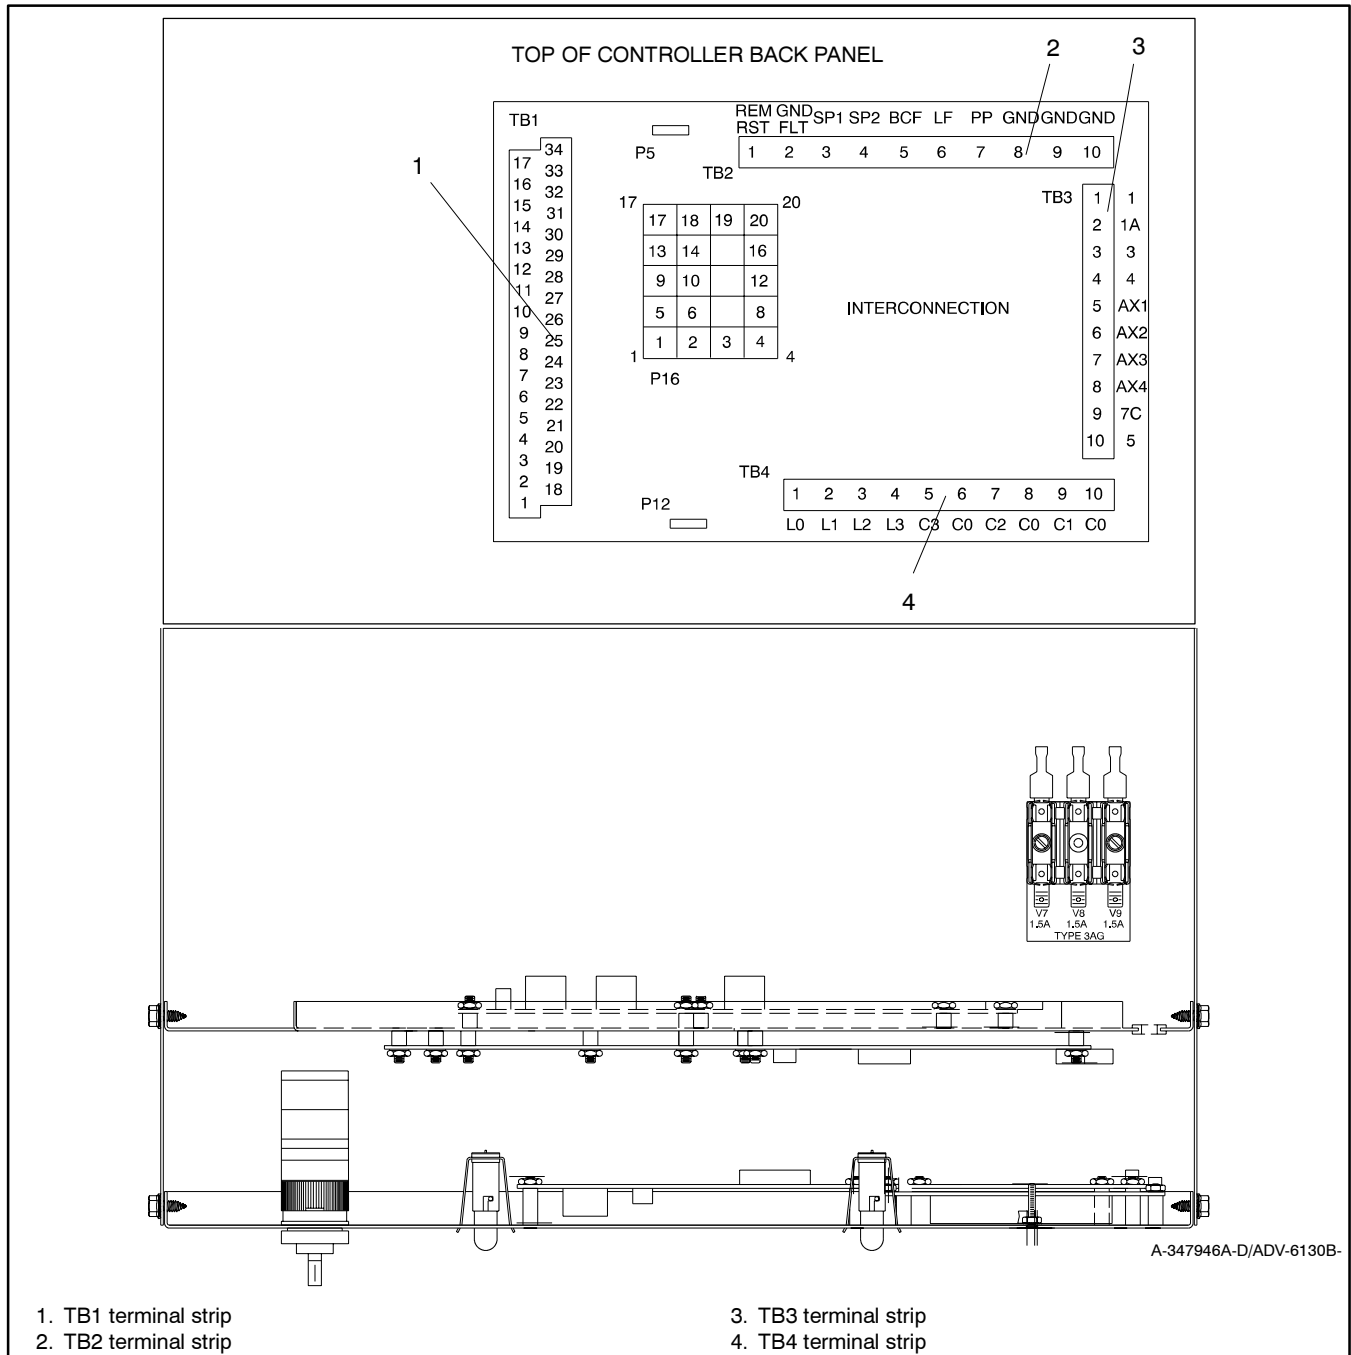 TOP OF CONTROLLER BACK PANEL
2
3
1
4
TB1
34
17
33
16
32
15
31
14
30
13
29
12
28
11
27
10
26
9
25
8
24
7
23
6
22
5
21
4
20
3
19
2
18
1
P5
REM GND SP1 SP2 BCF LF PP GND GND GND
RST FLT
1 2 3 4 5 6 7 8 9 10
TB2
17 20
17 18 19 20
13 14 16
9 10 12
5 6 8
1 2 3 4
1 4
P16
INTERCONNECTION
TB3
1 1
2 1A
3 3
4 4
5 AX1
6 AX2
7 AX3
8 AX4
9 7C
10 5
P12
TB4
1 2 3 4 5 6 7 8 9 10
L0 L1 L2 L3 C3 C0 C2 C0 C1 C0
V7 V8 V9
1.5A 1.5A 1.5A
TYPE 3AG
A-347946A-D/ADV-6130B-
1. TB1 terminal strip
2. TB2 terminal strip
3. TB3 terminal strip
4. TB4 terminal strip